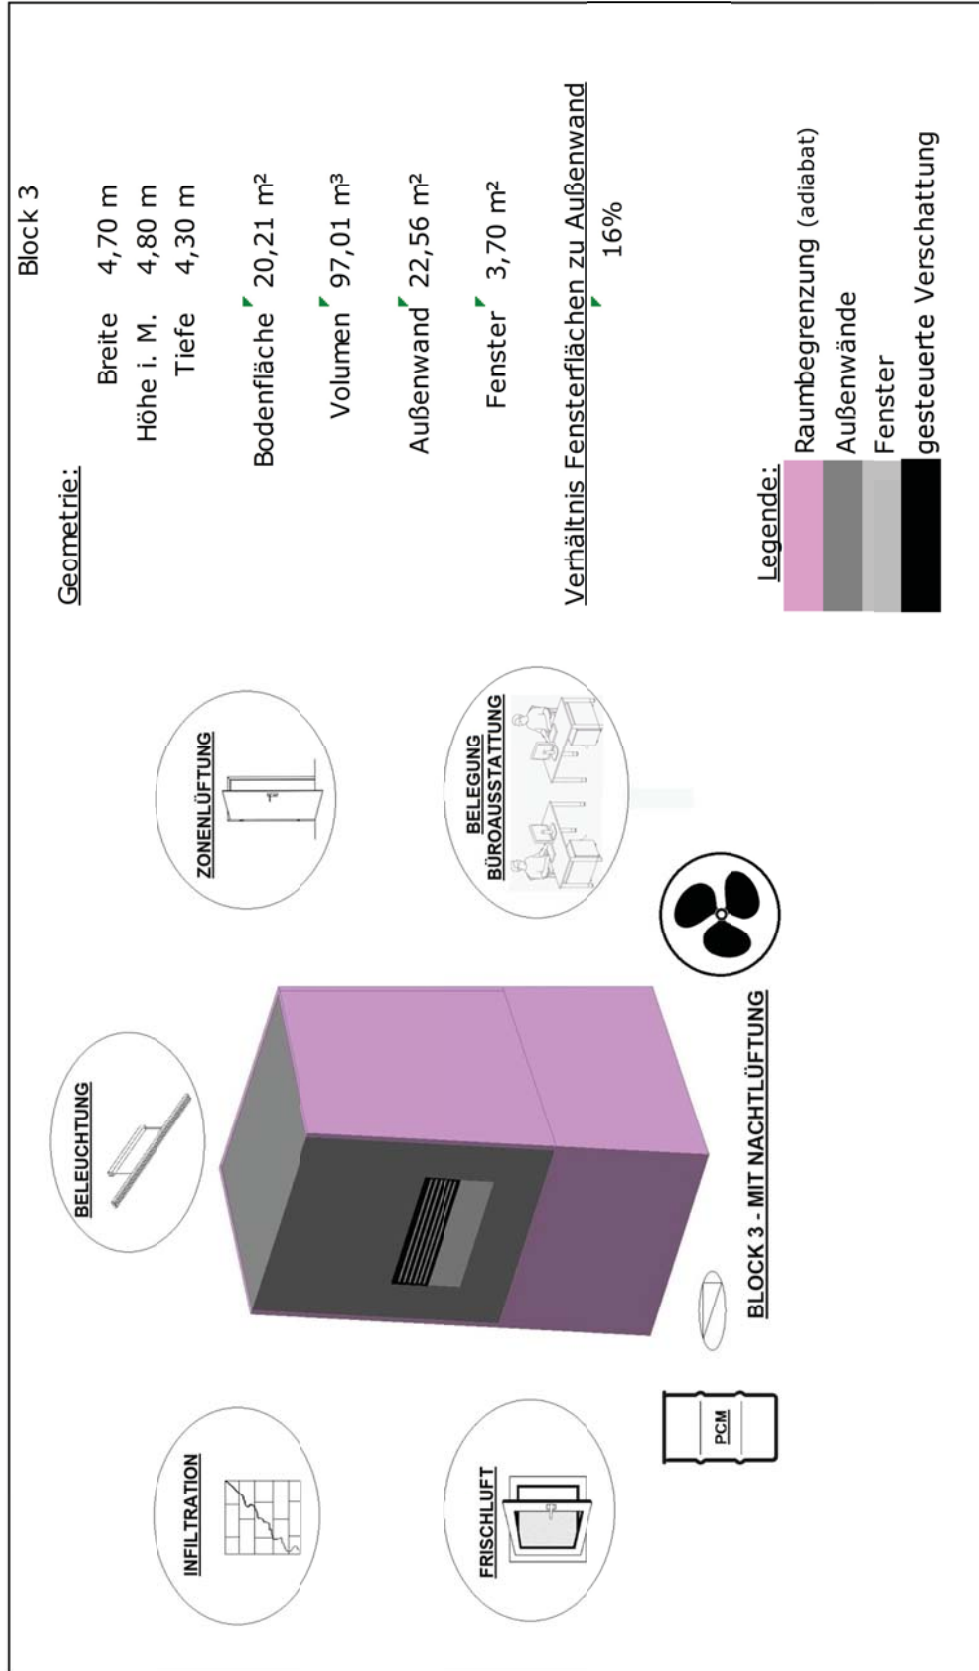 INFILTRATION
BELEUCHTUNG
ZONENLÜFTUNG
FRISCHLUFT
BELEGUNG
BÜROAUSSTATTUNG
PCM
BLOCK 3 - MIT NACHTLÜFTUNG
Block 3
Geometrie:
Breite 4,70 m
Höhe i. M. 4,80 m
Tiefe 4,30 m
Bodenfläche 20,21 m²
Volumen 97,01 m³
Außenwand 22,56 m²
Fenster 3,70 m²
Verhältnis Fensterflächen zu Außenwand
16%
Legende:
Raumbegrenzung (adiabat)
Außenwände
Fenster
gesteuerte Verschattung